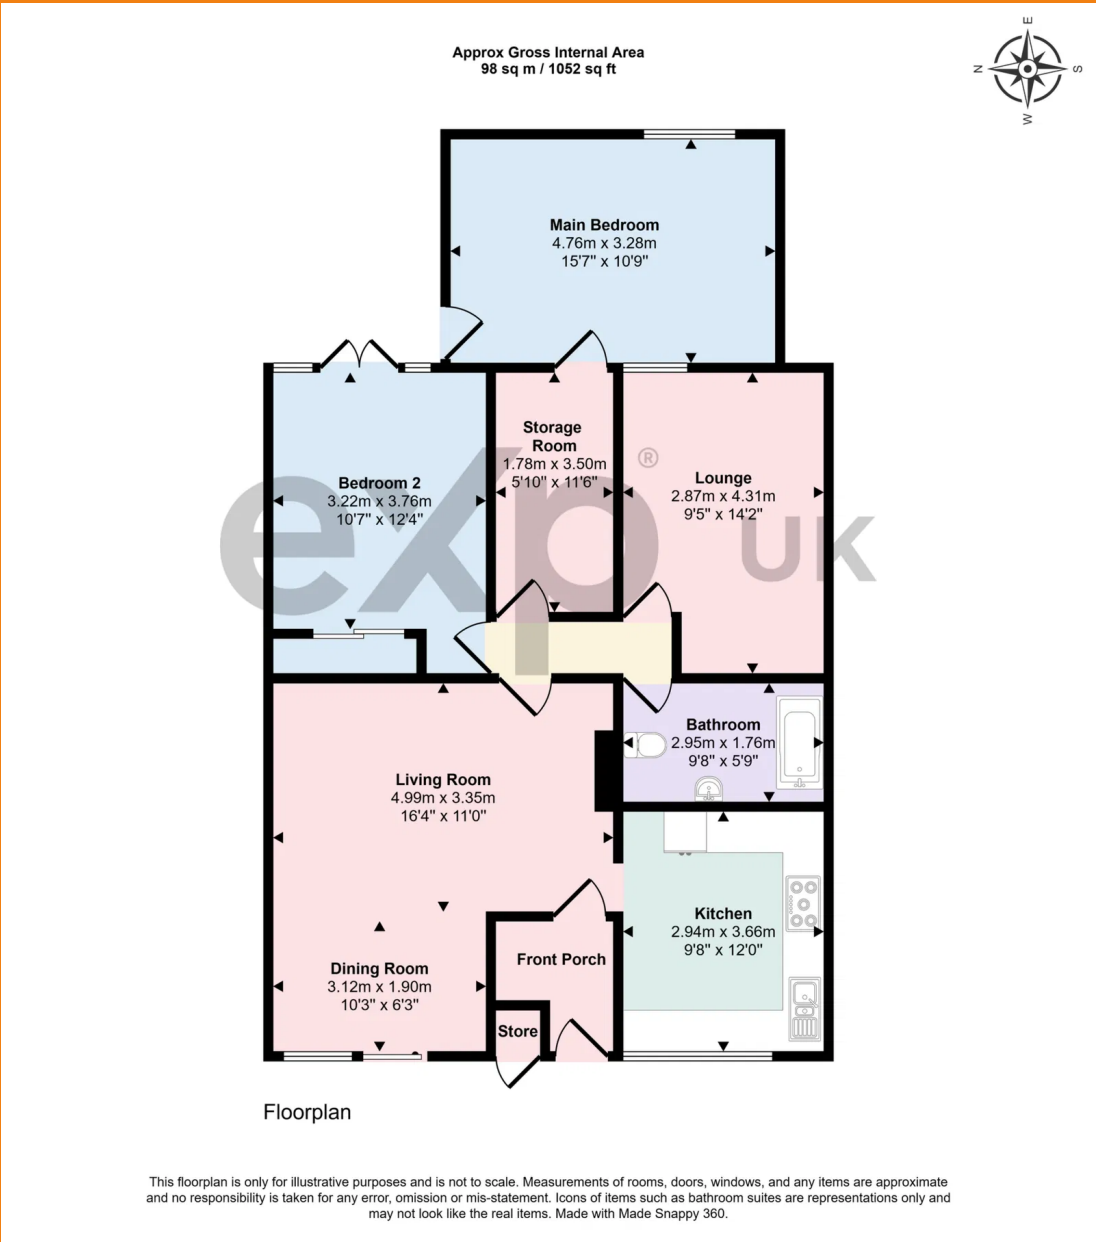 Approx Gross Internal Area
98 sq m / 1052 sq ft
E
N
S
W
Main Bedroom
4.76m x 3.28m
15'7" x 10'9"
Storage
Room
1.78m x 3.50m
5'10" x 11'6"
Bedroom 2
3.22m x 3.76m
10'7" x 12'4"
Lounge
2.87m x 4.31m
9'5" x 14'2"
exp® UK
Bathroom
2.95m x 1.76m
9'8" x 5'9"
Living Room
4.99m x 3.35m
16'4" x 11'0"
Kitchen
2.94m x 3.66m
9'8" x 12'0"
Front Porch
Dining Room
3.12m x 1.90m
10'3" x 6'3"
Store
Floorplan
This floorplan is only for illustrative purposes and is not to scale. Measurements of rooms, doors, windows, and any items are approximate
and no responsibility is taken for any error, omission or mis-statement. Icons of items such as bathroom suites are representations only and
may not look like the real items. Made with Made Snappy 360.